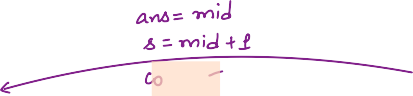 ans = mid
s = mid + 1